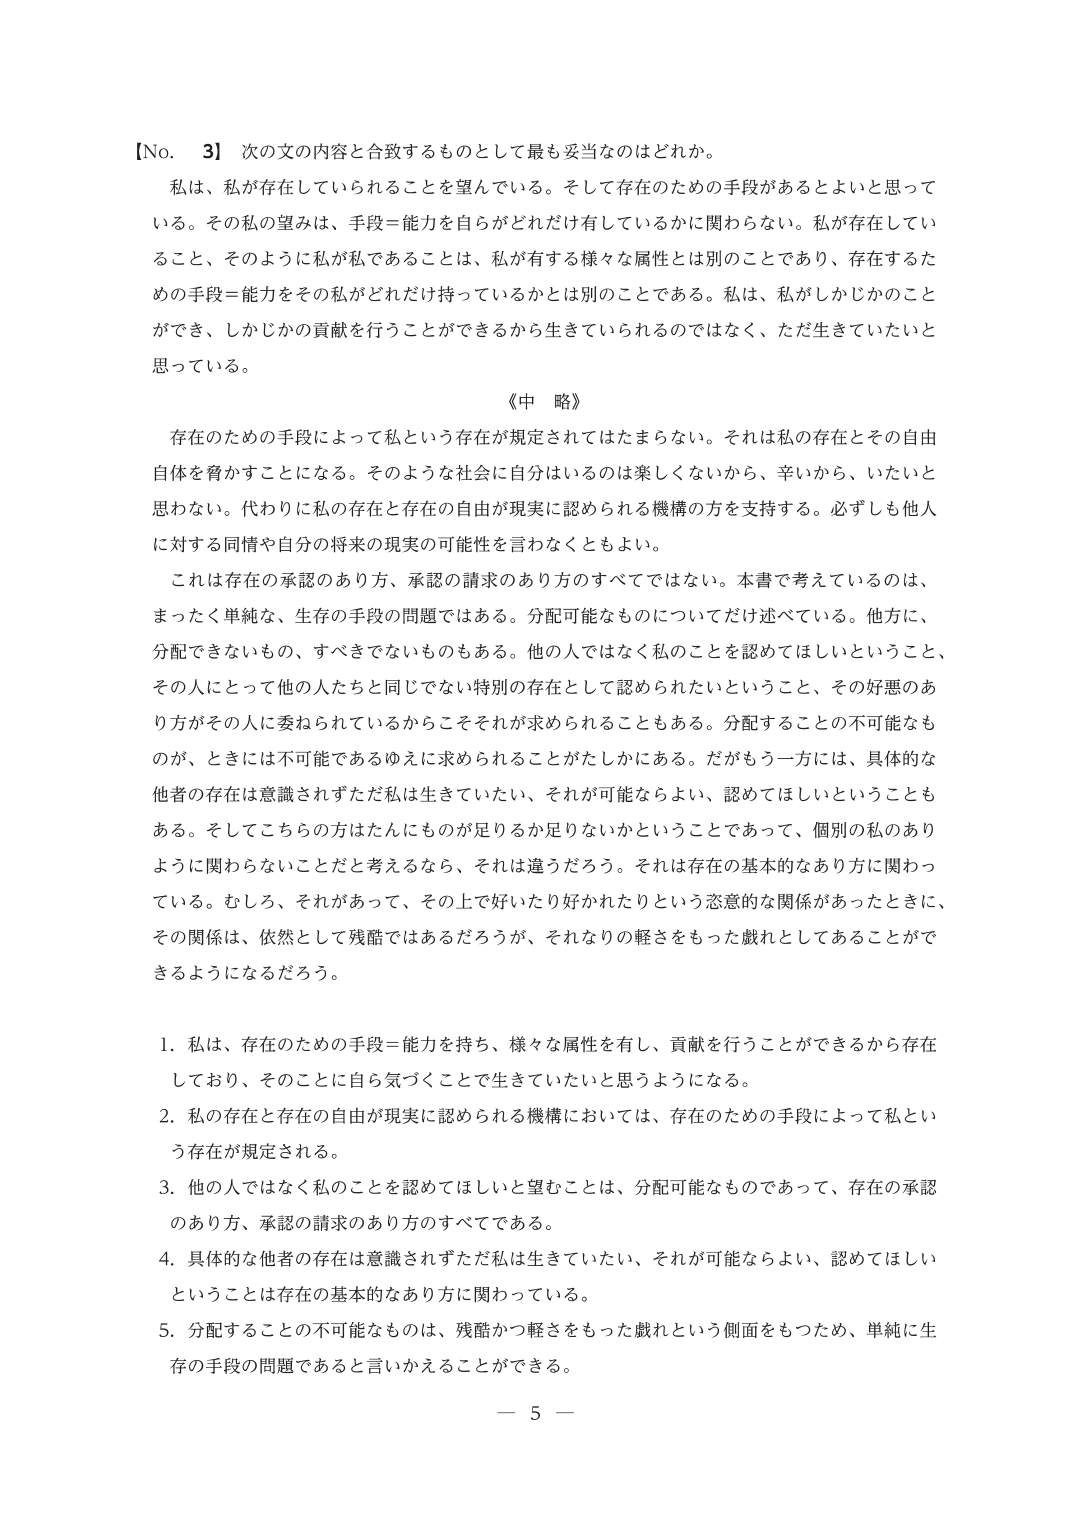 【No. 3】 次の文の内容と合致するものとして最も妥当なのはどれか。
私は、私が存在していられることを望んでいる。そして存在のための手段があるとよいと思って
いる。その私の望みは、手段＝能力を自らがどれだけ有しているかに関わらない。私が存在してい
ること、そのように私が私であることは、私が有する様々な属性とは別のことであり、存在するた
めの手段＝能力をその私がどれだけ持っているかとは別のことである。私は、私がしかじかのこと
ができ、しかじかの貢献を行うことができるから生きていられるのではなく、ただ生きていたいと
思っている。
《中 略》
存在のための手段によって私という存在が規定されてはたまらない。それは私の存在とその自由
自体を脅かすことになる。そのような社会に自分はいるのは楽しくないから、辛いから、いたいと
思わない。代わりに私の存在と存在の自由が現実に認められる機構の方を支持する。必ずしも他人
に対する同情や自分の将来の現実の可能性を言わなくともよい。
これは存在の承認のあり方、承認の請求のあり方のすべてではない。本書で考えているのは、
まったく単純な、生存の手段の問題ではある。分配可能なものについてだけ述べている。他方に、
分配できないもの、すべきでないものもある。他の人ではなく私のことを認めてほしいということ、
その人にとって他の人たちと同じでない特別の存在として認められたいということ、その好悪のあ
り方がその人に委ねられているからこそそれが求められることもある。分配することの不可能なも
のが、ときには不可能であるゆえに求められることがたしかにある。だがもう一方には、具体的な
他者の存在は意識されずただ私は生きていたい、それが可能ならよい、認めてほしいということも
ある。そしてこちらの方はたんにものが足りるか足りないかということであって、個別の私のあり
ように関わらないことだと考えるなら、それは違うだろう。それは存在の基本的なあり方に関わっ
ている。むしろ、それがあって、その上で好いたり好かれたりという恣意的な関係があったときに、
その関係は、依然として残酷ではあるだろうが、それなりの軽さをもった戯れとしてあることがで
きるようになるだろう。
1. 私は、存在のための手段＝能力を持ち、様々な属性を有し、貢献を行うことができるから存在
しており、そのことに自ら気づくことで生きていたいと思うようになる。
2. 私の存在と存在の自由が現実に認められる機構においては、存在のための手段によって私とい
う存在が規定される。
3. 他の人ではなく私のことを認めてほしいと望むことは、分配可能なものであって、存在の承認
のあり方、承認の請求のあり方のすべてである。
4. 具体的な他者の存在は意識されずただ私は生きていたい、それが可能ならよい、認めてほしい
ということは存在の基本的なあり方に関わっている。
5. 分配することの不可能なものは、残酷かつ軽さをもった戯れという側面をもつため、単純に生
存の手段の問題であると言いかえることができる。
— 5 —